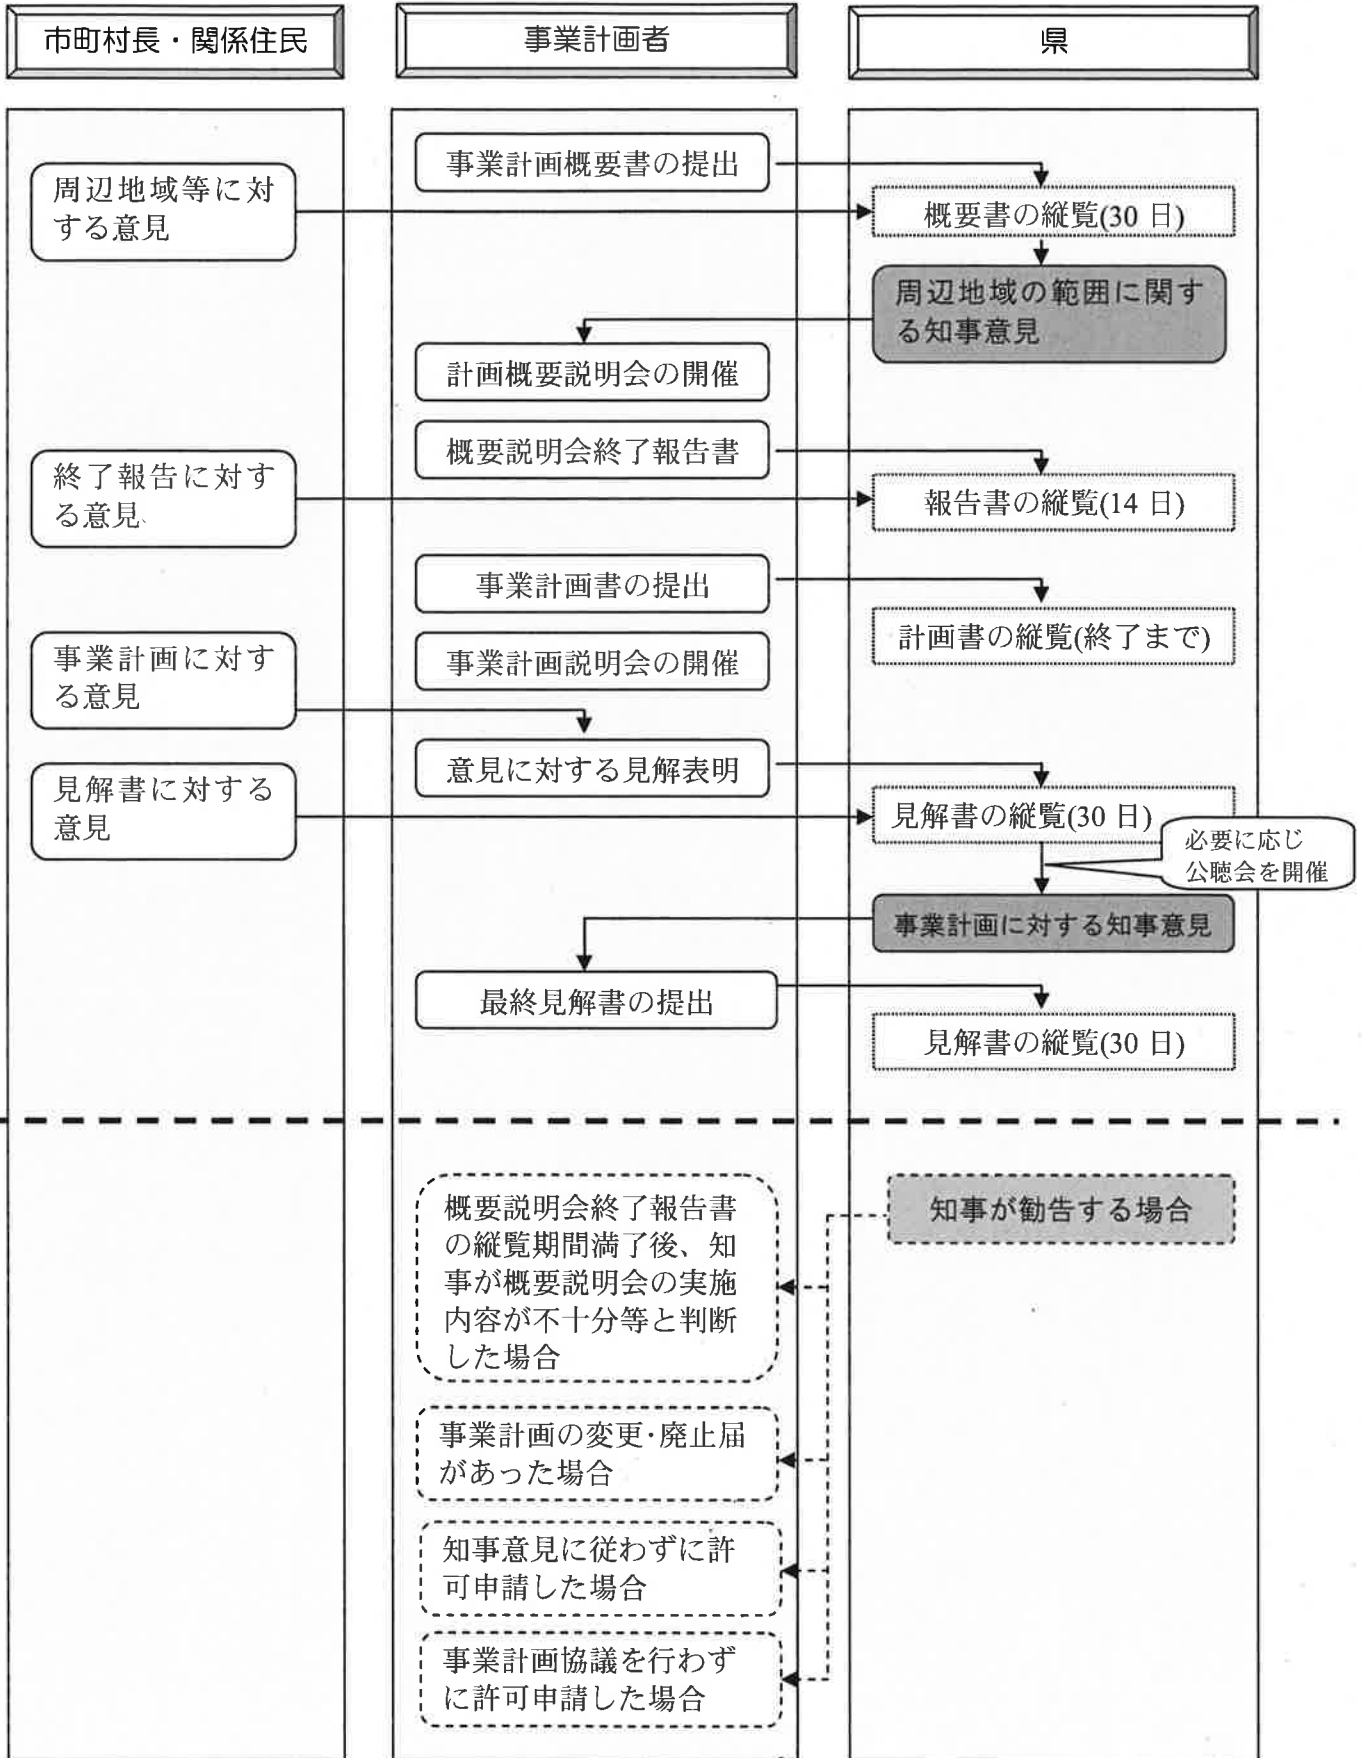 市町村長・関係住民
事業計画者
県
事業計画概要書の提出
周辺地域等に対
する意見
概要書の縦覧(30 日)
周辺地域の範囲に関す
る知事意見
計画概要説明会の開催
概要説明会終了報告書
終了報告に対す
る意見
報告書の縦覧(14 日)
事業計画書の提出
計画書の縦覧(終了まで)
事業計画に対す
る意見
事業計画説明会の開催
意見に対する見解表明
見解書に対する
意見
見解書の縦覧(30 日)
必要に応じ
公聴会を開催
事業計画に対する知事意見
最終見解書の提出
見解書の縦覧(30 日)
知事が勧告する場合
概要説明会終了報告書
の縦覧期間満了後、知
事が概要説明会の実施
内容が不十分等と判断
した場合
事業計画の変更・廃止届
があった場合
知事意見に従わずに許
可申請した場合
事業計画協議を行わず
に許可申請した場合